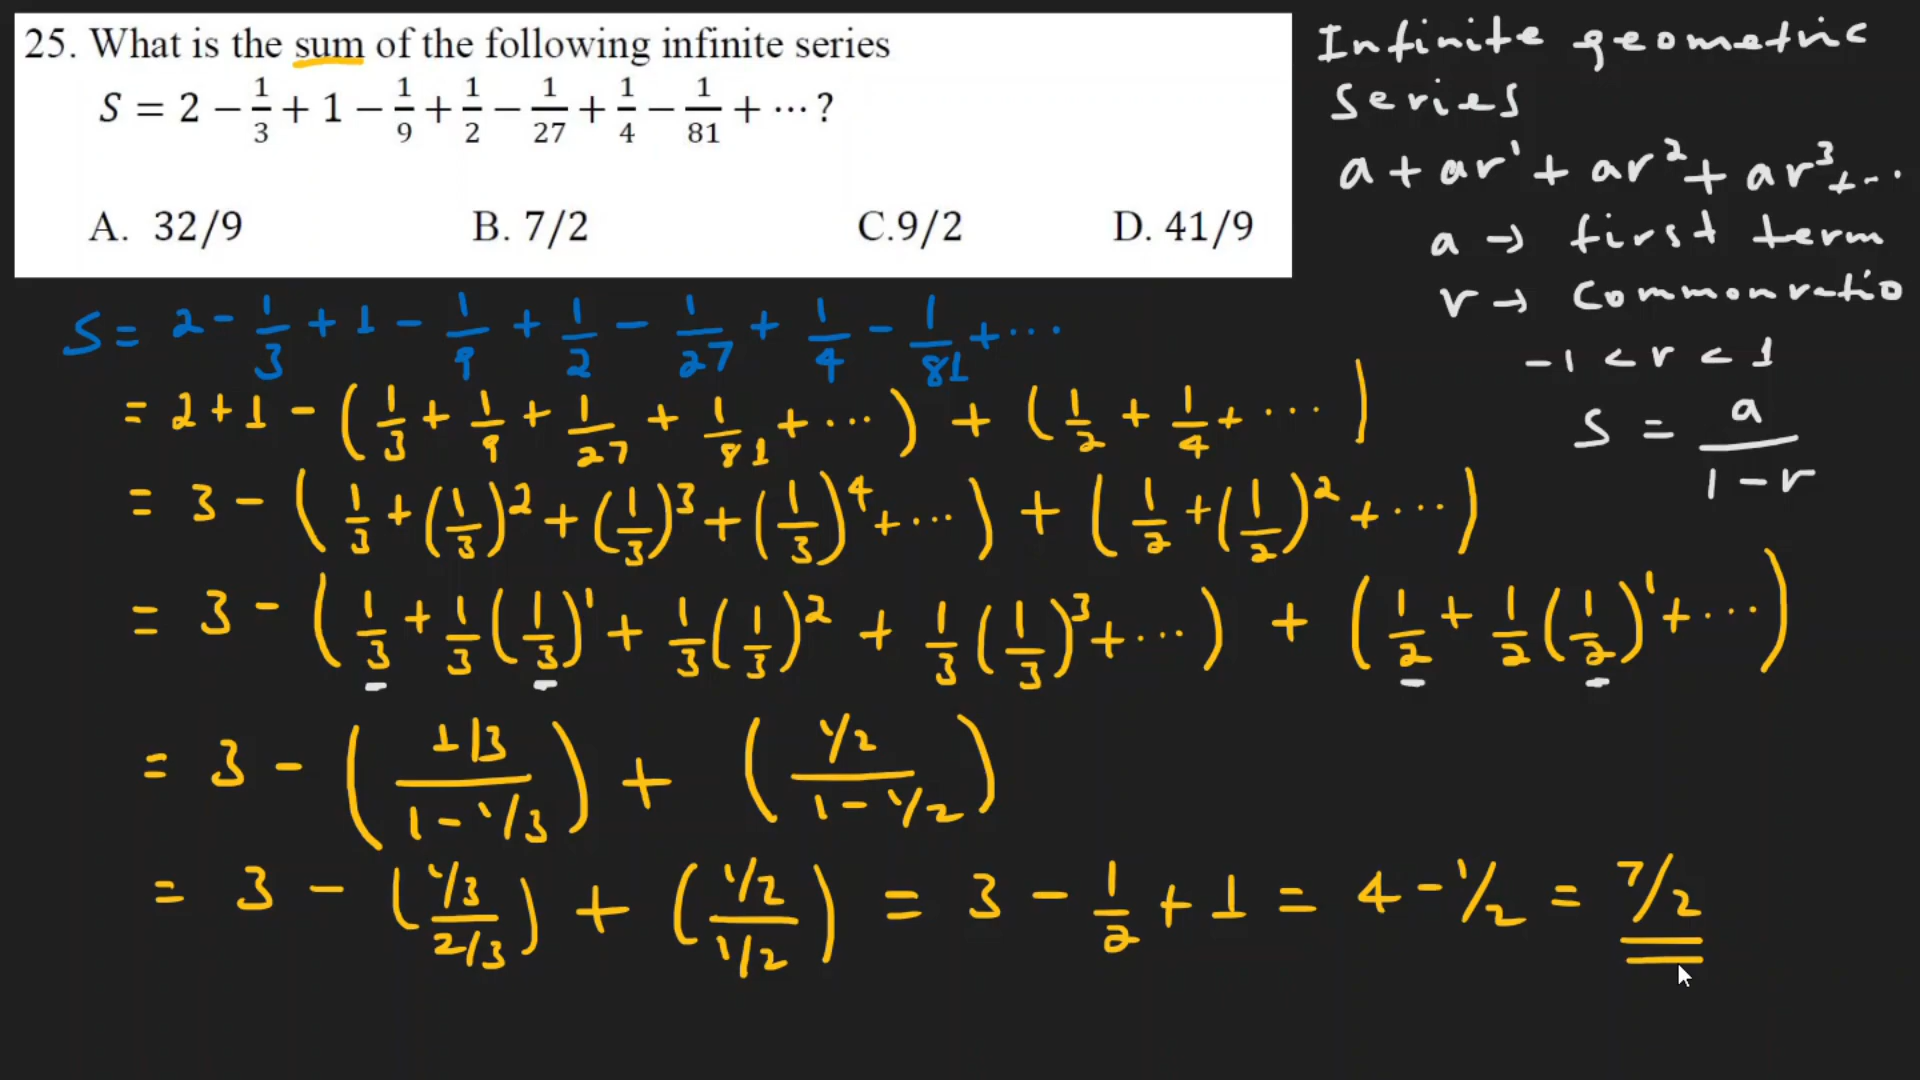 25. What is the sum of the following infinite series
S = 2 − 1/3 + 1 − 1/9 + 1/2 − 1/27 + 1/4 − 1/81 + ⋯ ?
A. 32/9 B. 7/2 C.9/2 D. 41/9
Infinite geometric
series
a + ar¹ + ar² + ar³ + ...
a → first term
r → common ratio
-1 < r < 1
S = a/(1 - r)
S = 2 - 1/3 + 1 - 1/9 + 1/2 - 1/27 + 1/4 - 1/81 + ...
= 2 + 1 - (1/3 + 1/9 + 1/27 + 1/81 + ...) + (1/2 + 1/4 + ...)
= 3 - (1/3 + (1/3)² + (1/3)³ + (1/3)⁴ + ...) + (1/2 + (1/2)² + ...)
= 3 - (1/3 + 1/3 (1/3)¹ + 1/3 (1/3)² + 1/3 (1/3)³ + ...) + (1/2 + 1/2 (1/2)¹ + ...)
= 3 - ((1/3)/(1 - 1/3)) + ((1/2)/(1 - 1/2))
= 3 - ((1/3)/(2/3)) + ((1/2)/(1/2)) = 3 - 1/2 + 1 = 4 - 1/2 = 7/2